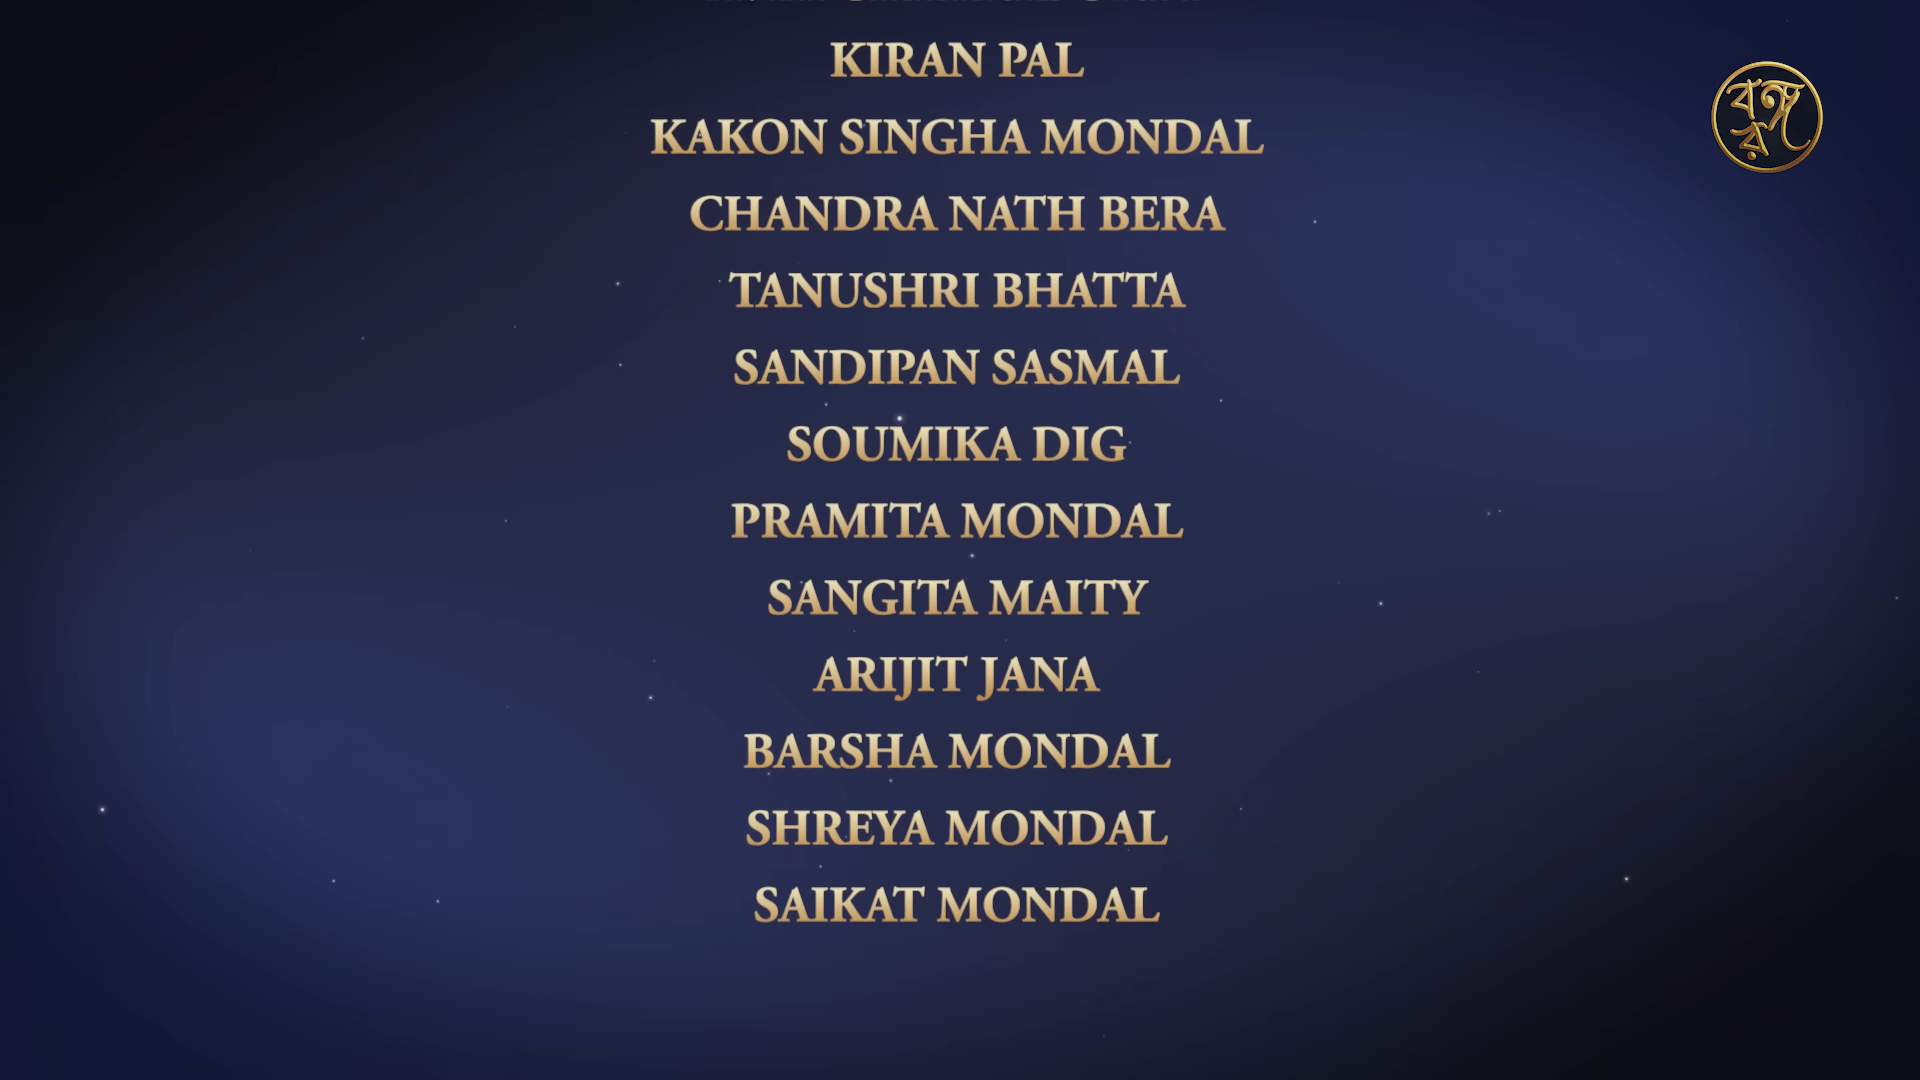 KIRAN PAL
KAKON SINGHA MONDAL
CHANDRA NATH BERA
TANUSHRI BHATTA
SANDIPAN SASMAL
SOUMIKA DIG
PRAMITA MONDAL
SANGITA MAITY
ARIJIT JANA
BARSHA MONDAL
SHREYA MONDAL
SAIKAT MONDAL